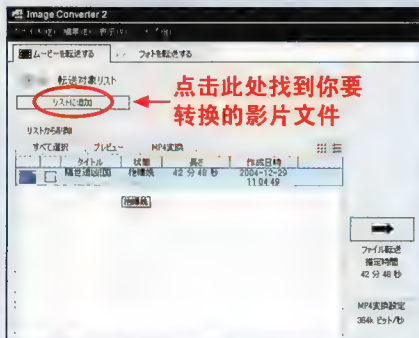 Image Converter 2
ムービーを転送する フォトを転送する
転送対象リスト
リストに追加
点击此处找到你要
转换的影片文件
リストから削除
すべて選択 プレビュー MP4変換
タイトル 状態 長さ 作成日時
42 分 48 秒 2004-12-29
11:04:49
ファイル転送
推定時間
42 分 48 秒
MP4変換設定
384k ビット/秒